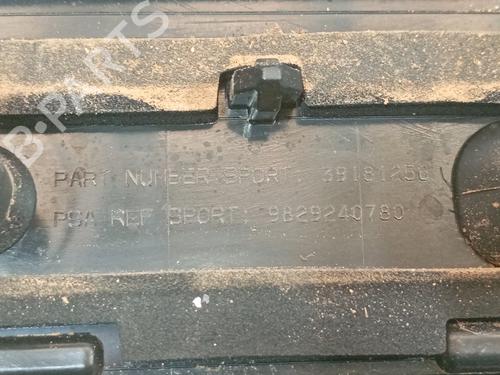 B-PARTS
PART NUMBER SPORT: 39181250
PSA REF SPORT: 9829240780